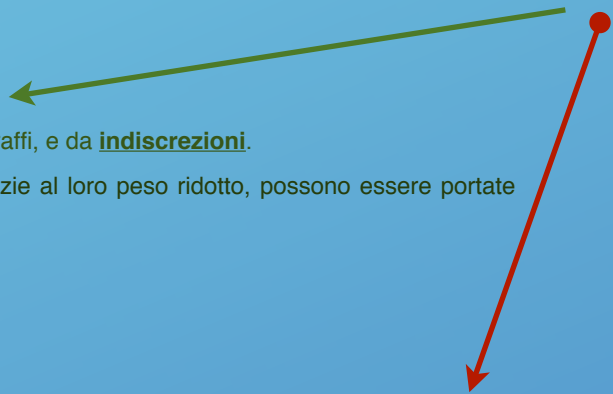 affi, e da indiscrezioni.
zie al loro peso ridotto, possono essere portate